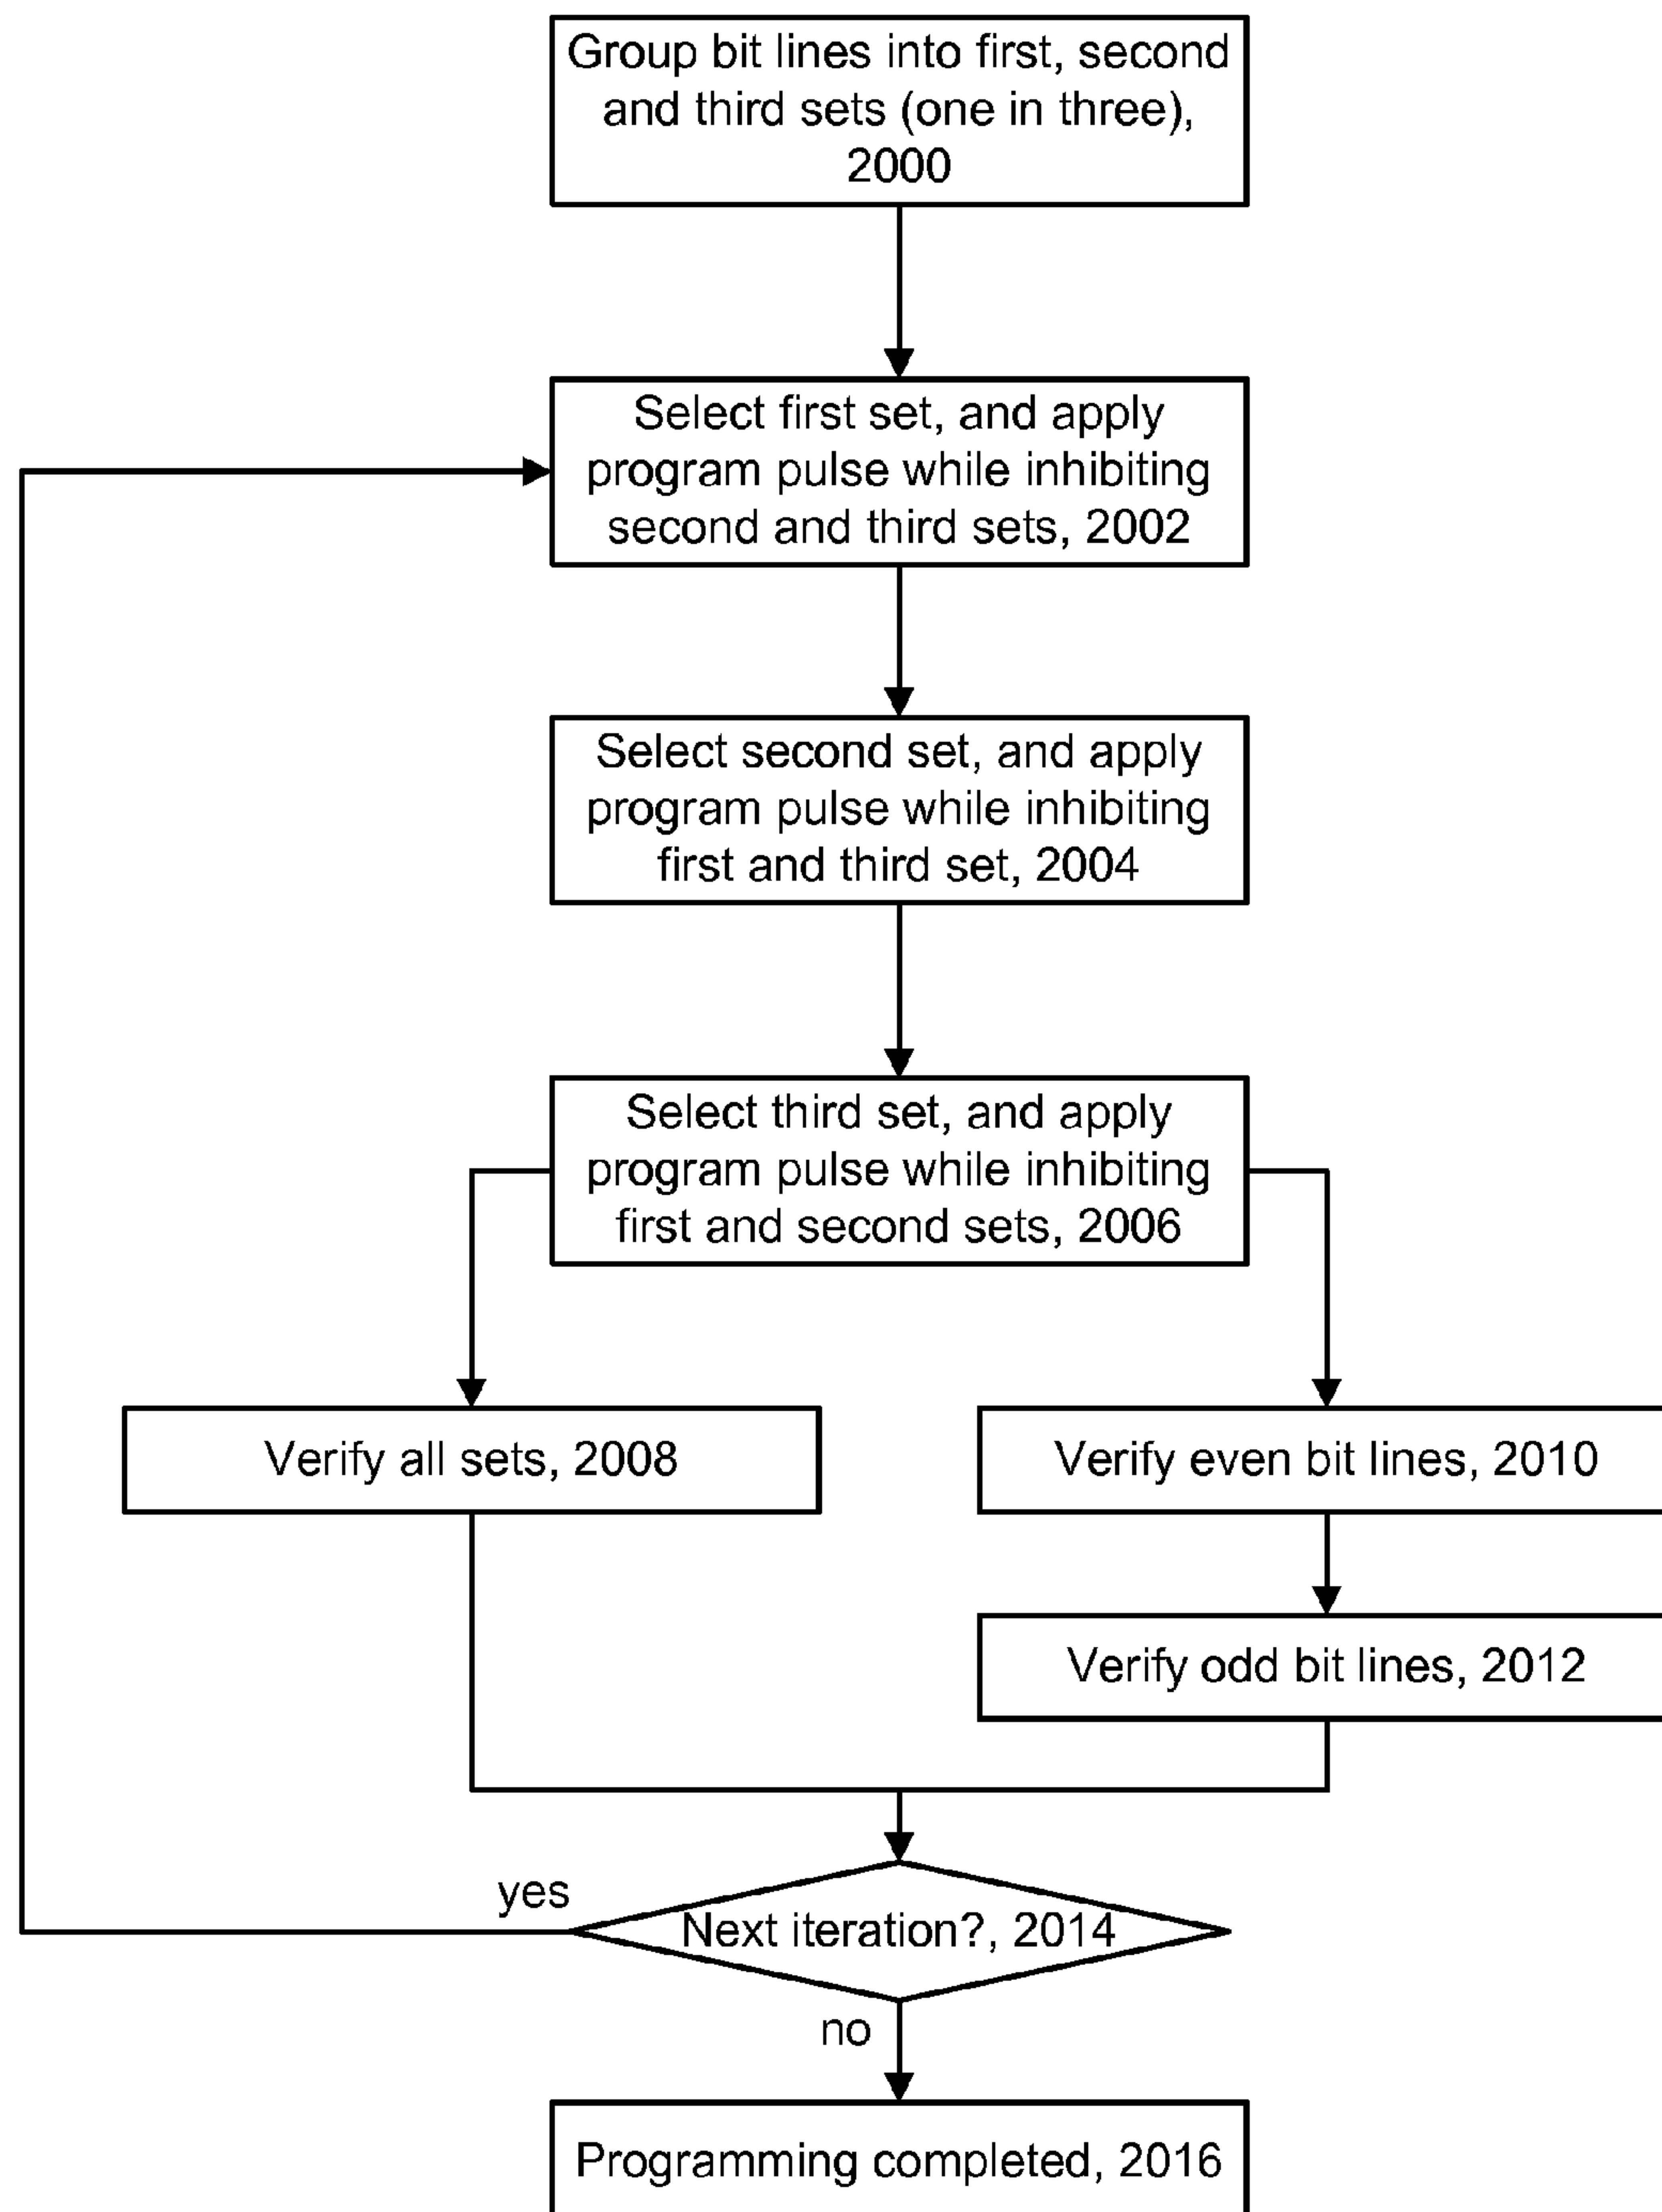 Group bit lines into first, second
and third sets (one in three),
2000
Select first set, and apply
program pulse while inhibiting
second and third sets, 2002
Select second set, and apply
program pulse while inhibiting
first and third set, 2004
Select third set, and apply
program pulse while inhibiting
first and second sets, 2006
Verify all sets, 2008
Verify even bit lines, 2010
Verify odd bit lines, 2012
yes
Next iteration?, 2014
no
Programming completed, 2016